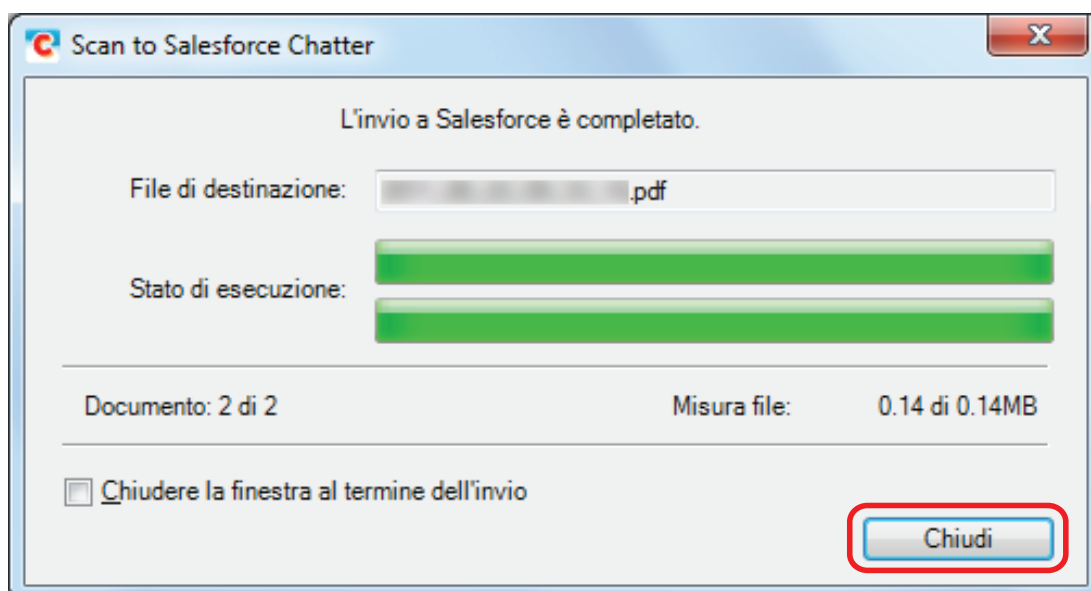 Scan to Salesforce Chatter
L'invio a Salesforce è completato.
File di destinazione: .pdf
Stato di esecuzione:
Documento: 2 di 2 Misura file: 0.14 di 0.14MB
Chiudere la finestra al termine dell'invio
Chiudi